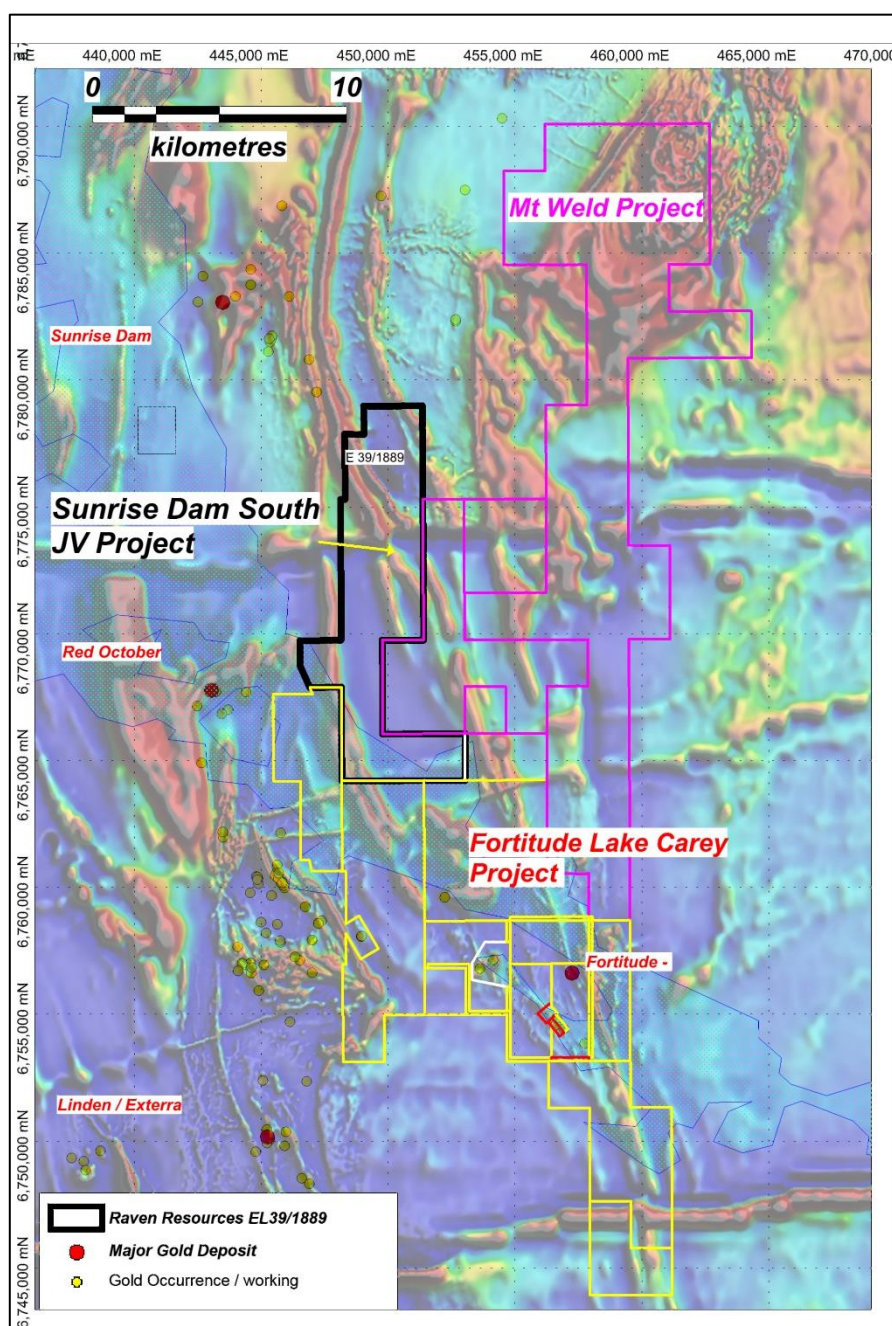 mE
440,000 mE
445,000 mE
450,000 mE
455,000 mE
460,000 mE
465,000 mE
470,000
0
10
kilometres
6,790,000 mN
6,785,000 mN
6,780,000 mN
6,775,000 mN
6,770,000 mN
6,765,000 mN
6,760,000 mN
6,755,000 mN
6,750,000 mN
6,745,000 mN
Mt Weld Project
Sunrise Dam
E 39/1889
Sunrise Dam South
JV Project
Red October
Fortitude Lake Carey
Project
Fortitude -
Linden / Exterra
Raven Resources EL39/1889
Major Gold Deposit
Gold Occurrence / working